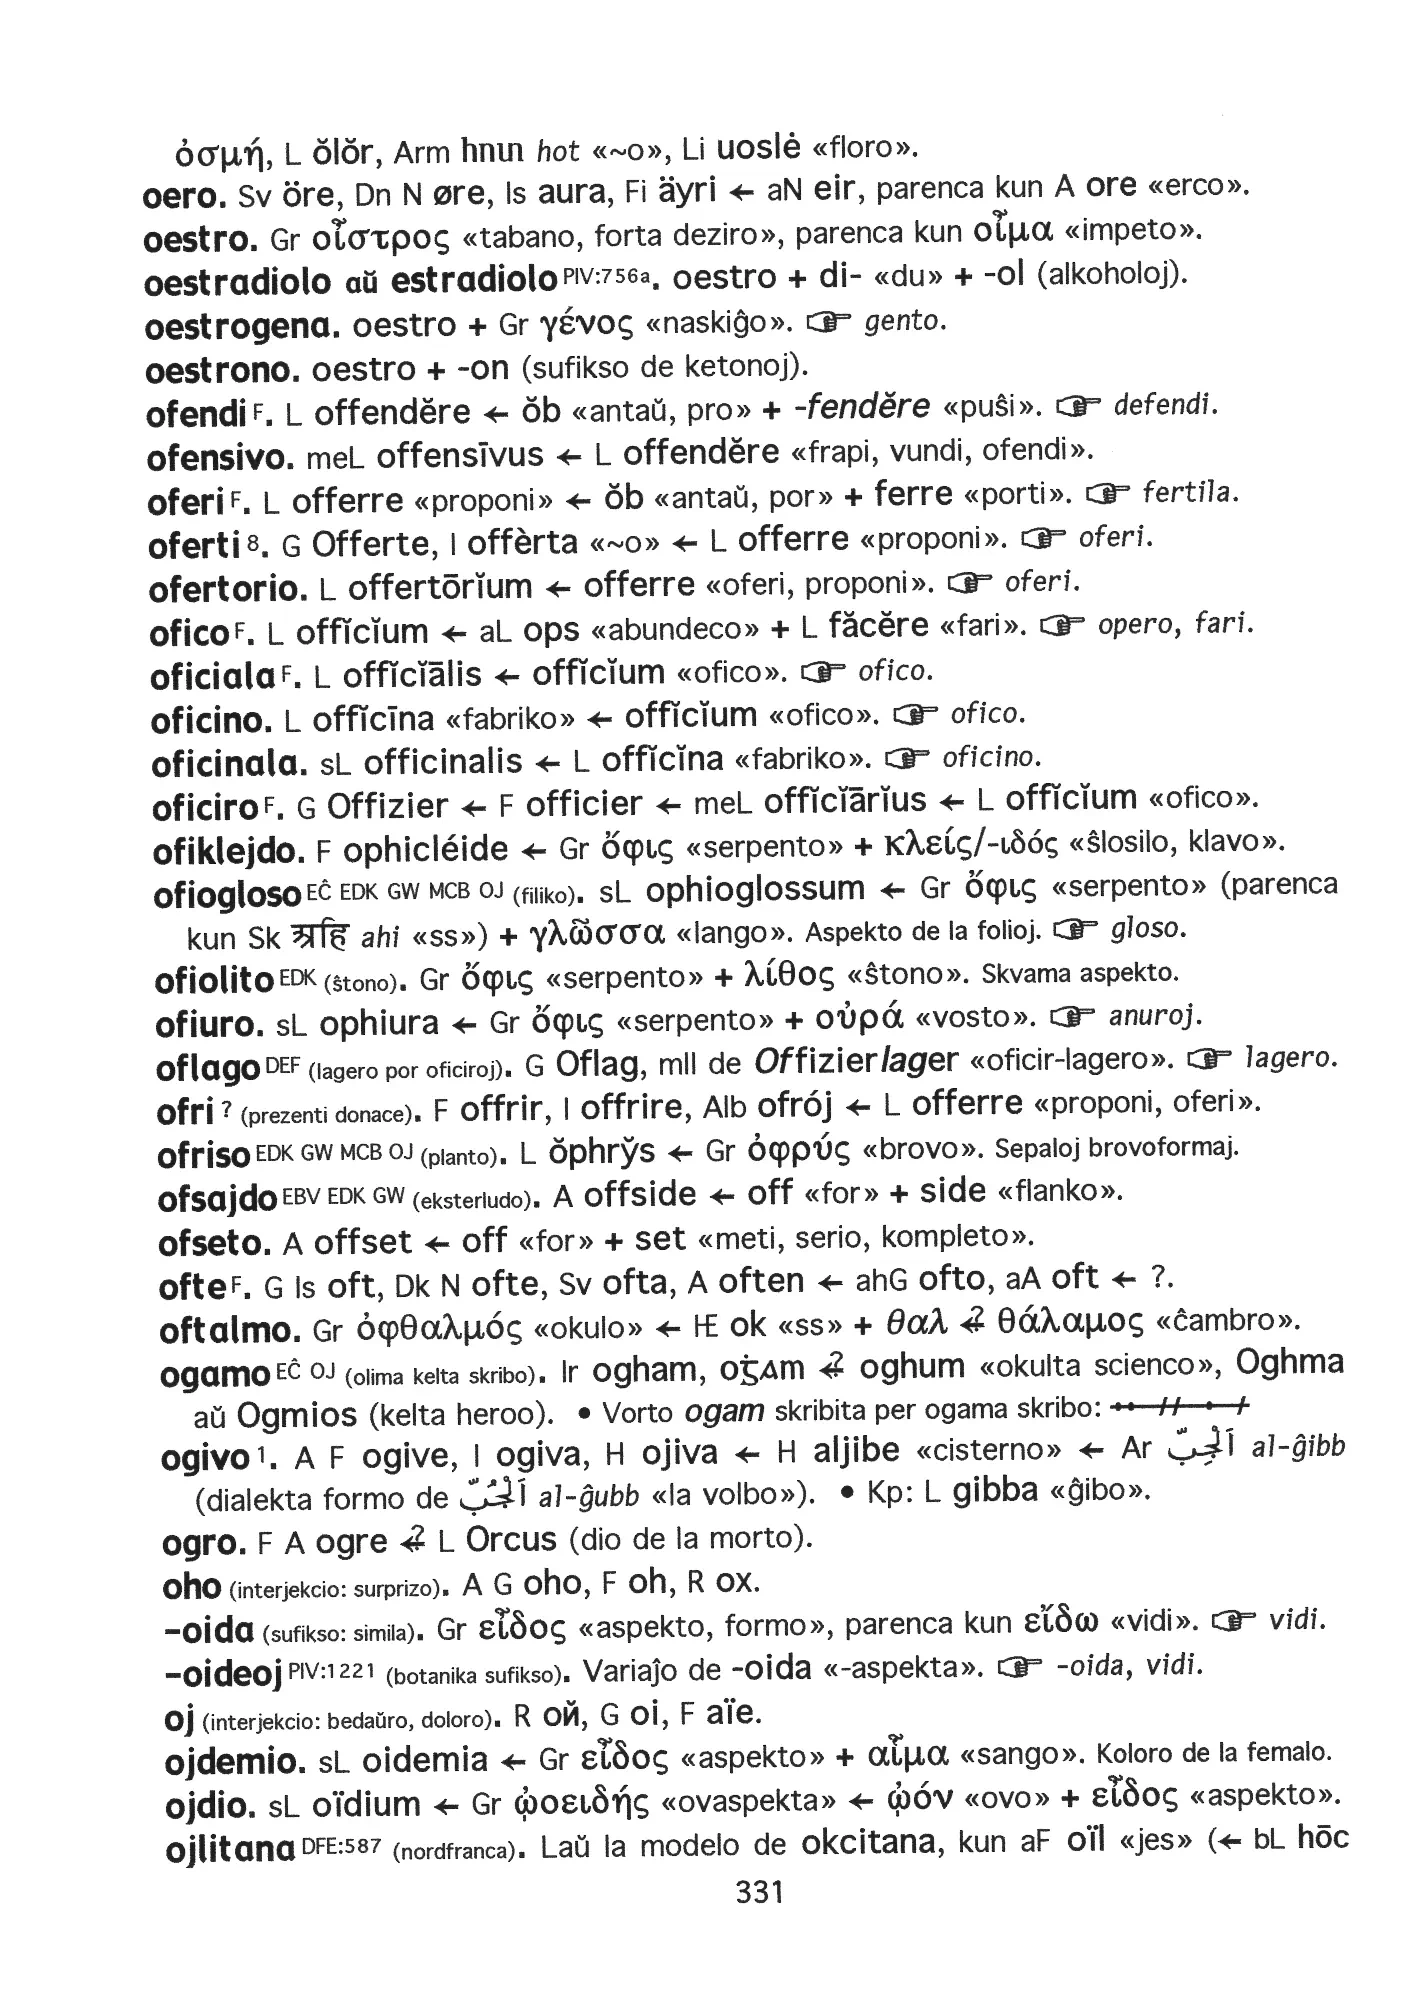 ὀσμή, L ŏlŏr, Arm հոտ hot «~o», Li uoslė «floro».
oero. Sv öre, Dn N øre, Is aura, Fi äyri ← aN eir, parenca kun A ore «erco».
oestro. Gr οἶστρος «tabano, forta deziro», parenca kun οἶμα «impeto».
oestradiolo aŭ estradiolo PIV:756a. oestro + di- «du» + -ol (alkoholoj).
oestrogena. oestro + Gr γένος «naskiĝo». ☞ gento.
oestrono. oestro + -on (sufikso de ketonoj).
ofendi F. L offendĕre ← ŏb «antaŭ, pro» + -fendĕre «puŝi». ☞ defendi.
ofensivo. meL offensīvus ← L offendĕre «frapi, vundi, ofendi».
oferi F. L offerre «proponi» ← ŏb «antaŭ, por» + ferre «porti». ☞ fertila.
oferti 8. G Offerte, I offèrta «~o» ← L offerre «proponi». ☞ oferi.
ofertorio. L offertōrĭum ← offerre «oferi, proponi». ☞ oferi.
ofico F. L offĭcĭum ← aL ops «abundeco» + L făcĕre «fari». ☞ opero, fari.
oficiala F. L offĭcĭālis ← offĭcĭum «ofico». ☞ ofico.
oficino. L offĭcīna «fabriko» ← offĭcĭum «ofico». ☞ ofico.
oficinala. sL officinalis ← L offĭcĭna «fabriko». ☞ oficino.
oficiro F. G Offizier ← F officier ← meL offĭcĭārĭus ← L offĭcĭum «ofico».
ofiklejdo. F ophicléide ← Gr ὄφις «serpento» + κλείς/-ιδός «ŝlosilo, klavo».
ofiogloso EĈ EDK GW MCB OJ (filiko). sL ophioglossum ← Gr ὄφις «serpento» (parenca
kun Sk अहि ahi «ss») + γλῶσσα «lango». Aspekto de la folioj. ☞ gloso.
ofiolito EDK (ŝtono). Gr ὄφις «serpento» + λίθος «ŝtono». Skvama aspekto.
ofiuro. sL ophiura ← Gr ὄφις «serpento» + οὐρά «vosto». ☞ anuroj.
oflago DEF (lagero por oficiroj). G Oflag, mll de Offizierlager «oficir-lagero». ☞ lagero.
ofri ? (prezenti donace). F offrir, I offrire, Alb ofrój ← L offerre «proponi, oferi».
ofriso EDK GW MCB OJ (planto). L ŏphrўs ← Gr ὀφρύς «brovo». Sepaloj brovoformaj.
ofsajdo EBV EDK GW (eksterludo). A offside ← off «for» + side «flanko».
ofseto. A offset ← off «for» + set «meti, serio, kompleto».
ofte F. G Is oft, Dk N ofte, Sv ofta, A often ← ahG ofto, aA oft ← ?.
oftalmo. Gr ὀφθαλμός «okulo» ← IE ok «ss» + θαλ ←? θάλαμος «ĉambro».
ogamo EĈ OJ (olima kelta skribo). Ir ogham, oġam ←? oghum «okulta scienco», Oghma
aŭ Ogmios (kelta heroo). • Vorto ogam skribita per ogama skribo:
ogivo 1. A F ogive, I ogiva, H ojiva ← H aljibe «cisterno» ← Ar اَلْجِبّ al-ĝibb
(dialekta formo de اَلْجُبّ al-ĝubb «la volbo»). • Kp: L gibba «ĝibo».
ogro. F A ogre ←? L Orcus (dio de la morto).
oho (interjekcio: surprizo). A G oho, F oh, R ox.
-oida (sufikso: simila). Gr εἶδος «aspekto, formo», parenca kun εἴδω «vidi». ☞ vidi.
-oideoj PIV:1221 (botanika sufikso). Variaĵo de -oida «-aspekta». ☞ -oida, vidi.
oj (interjekcio: bedaŭro, doloro). R ой, G oi, F aïe.
ojdemio. sL oidemia ← Gr εἶδος «aspekto» + αἷμα «sango». Koloro de la femalo.
ojdio. sL oïdium ← Gr ᾠοειδής «ovaspekta» ← ᾠόν «ovo» + εἶδος «aspekto».
ojlitana DFE:587 (nordfranca). Laŭ la modelo de okcitana, kun aF oïl «jes» (← bL hōc
331